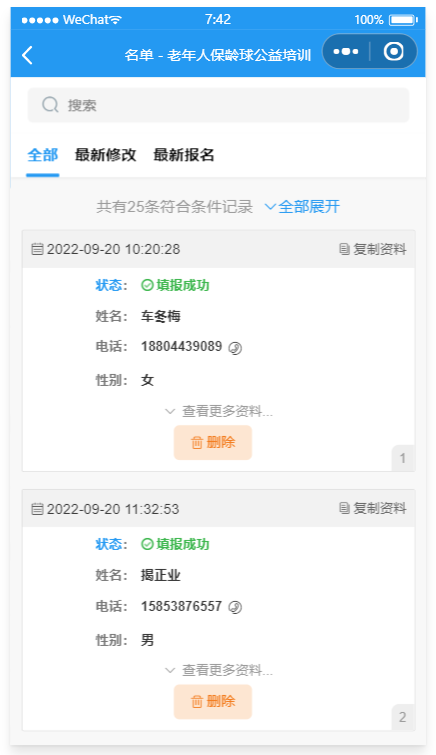 WeChat 7:42 100%
名单 - 老年人保龄球公益培训
搜索
全部 最新修改 最新报名
共有25条符合条件记录 全部展开
2022-09-20 10:20:28 复制资料
状态： 填报成功
姓名： 车冬梅
电话： 18804439089
性别： 女
查看更多资料...
删除
1
2022-09-20 11:32:53 复制资料
状态： 填报成功
姓名： 揭正业
电话： 15853876557
性别： 男
查看更多资料...
删除
2